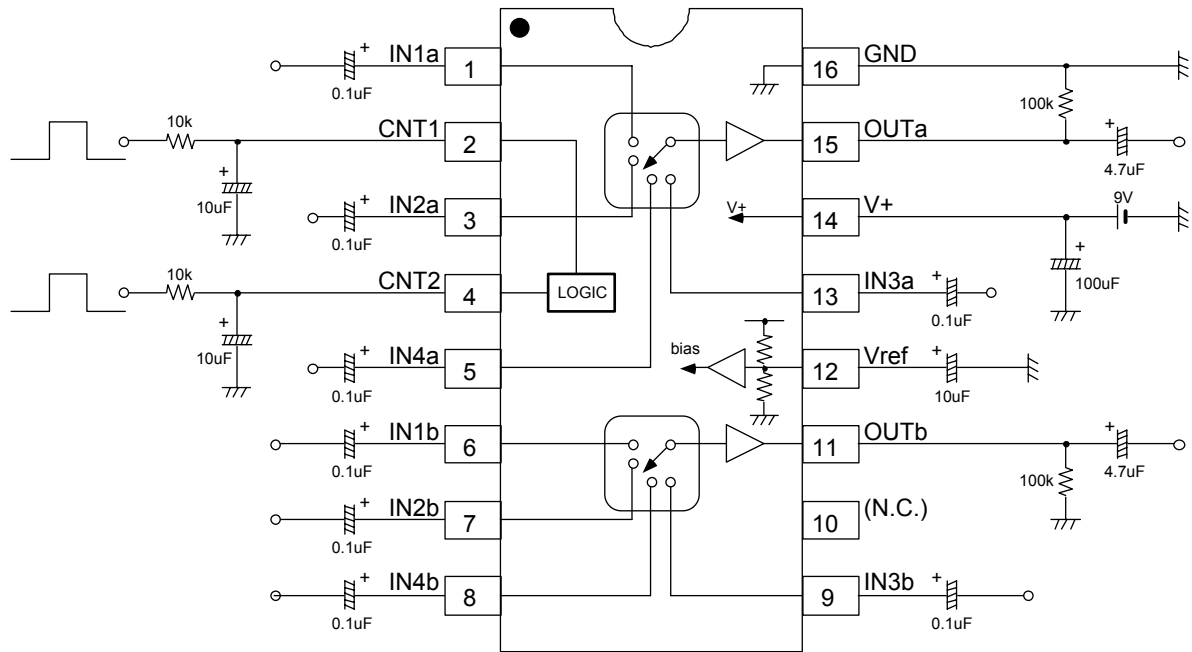 + IN1a 1 16 GND
0.1uF
10k CNT1 2 100k 15 OUTa +
+ 4.7uF
10uF + IN2a 3 V+ 14 V+ 9V
0.1uF +
10k CNT2 4 LOGIC 13 IN3a + 100uF
+ 0.1uF
10uF + IN4a 5 bias 12 Vref +
0.1uF 10uF
+ IN1b 6 11 OUTb +
0.1uF 100k 4.7uF
+ IN2b 7 10 (N.C.)
0.1uF
+ IN4b 8 9 IN3b +
0.1uF 0.1uF